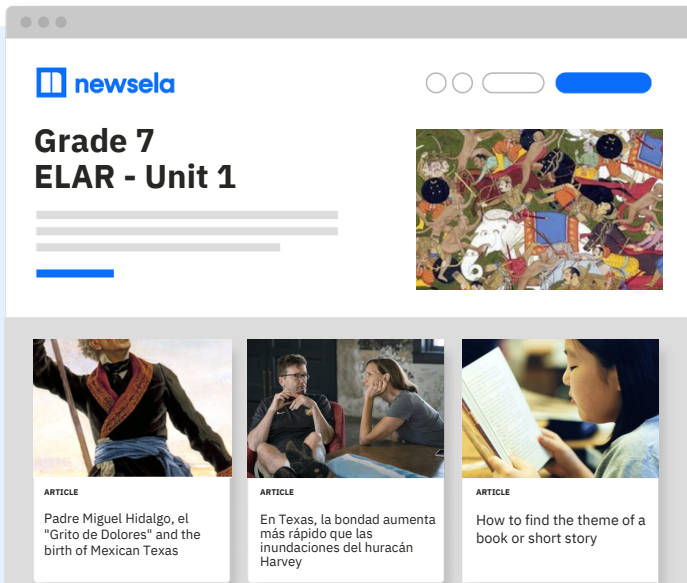 newsela
Grade 7
ELAR - Unit 1
ARTICLE
Padre Miguel Hidalgo, el
"Grito de Dolores" and the
birth of Mexican Texas
ARTICLE
En Texas, la bondad aumenta
más rápido que las
inundaciones del huracán
Harvey
ARTICLE
How to find the theme of a
book or short story